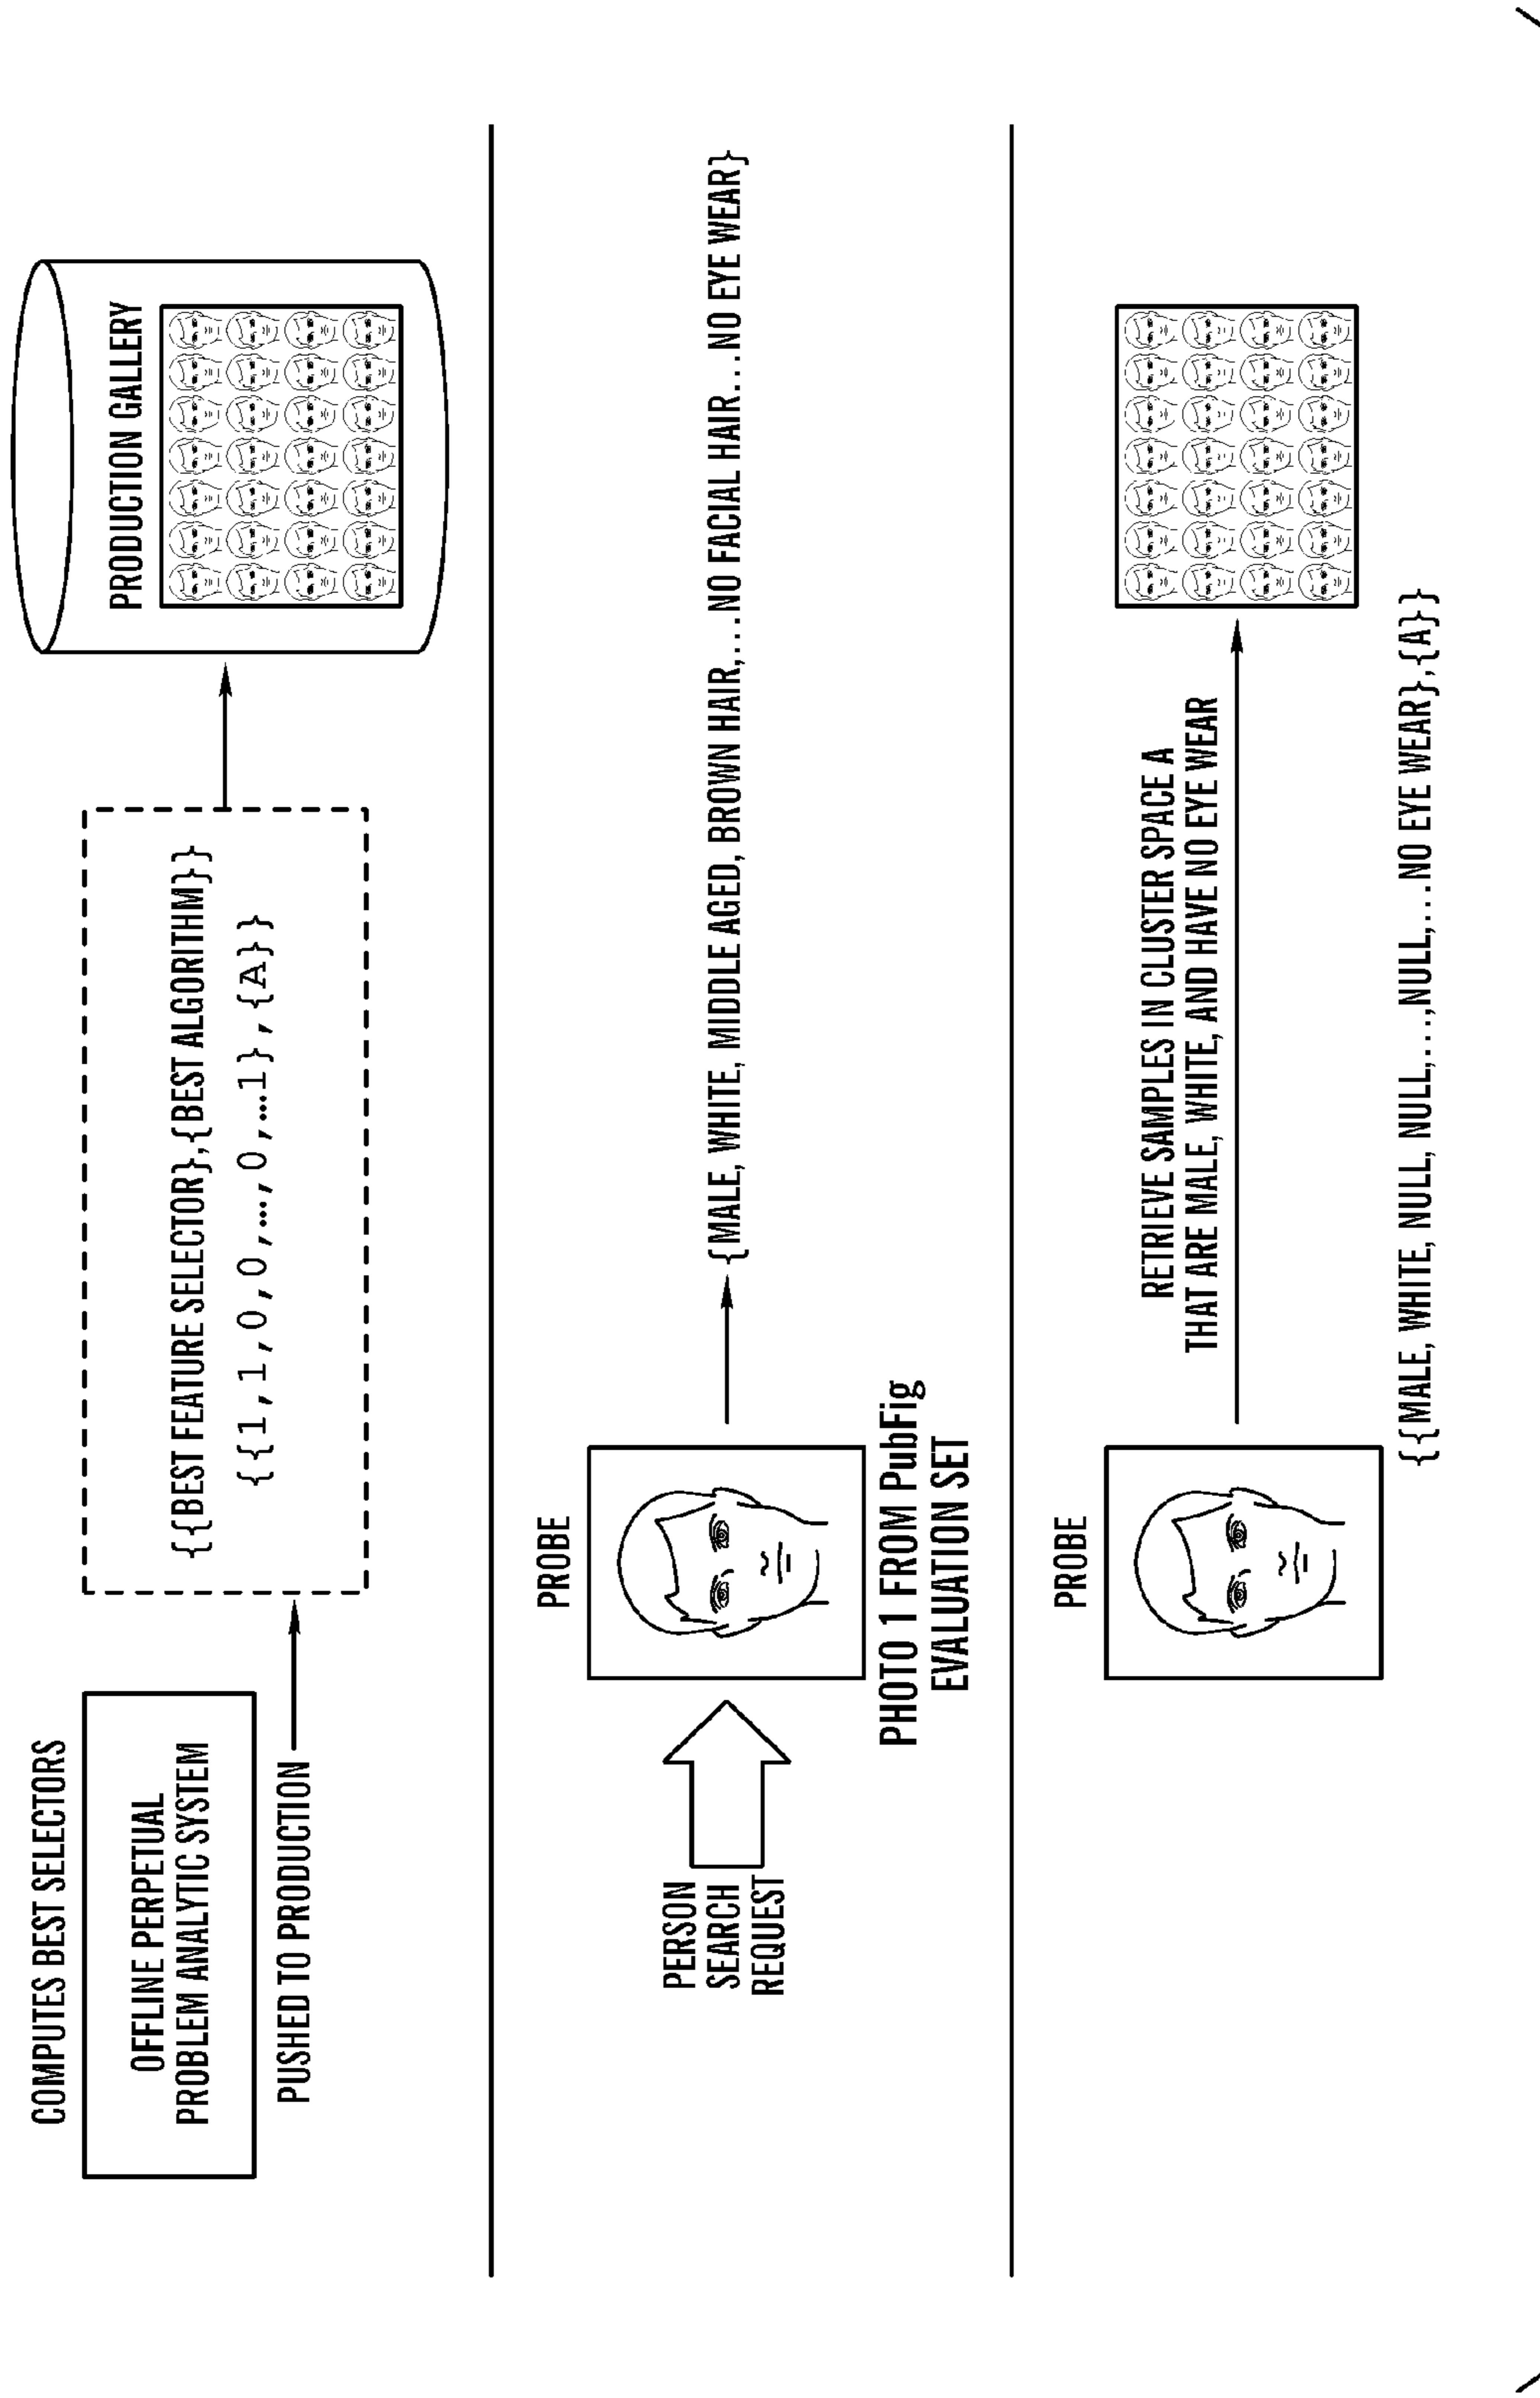 COMPUTES BEST SELECTORS
OFFLINE PERPETUAL
PROBLEM ANALYTIC SYSTEM
PUSHED TO PRODUCTION
{{BEST FEATURE SELECTOR},{BEST ALGORITHM}}
{{1,1,0,0,...,0,...1},{A}}
PRODUCTION GALLERY
PERSON
SEARCH
REQUEST
PROBE
PHOTO 1 FROM PubFig
EVALUATION SET
{MALE, WHITE, MIDDLE AGED, BROWN HAIR,...NO FACIAL HAIR...NO EYE WEAR}
PROBE
RETRIEVE SAMPLES IN CLUSTER SPACE A
THAT ARE MALE, WHITE, AND HAVE NO EYE WEAR
{{MALE, WHITE, NULL, NULL,...,NULL,...NO EYE WEAR},{A}}